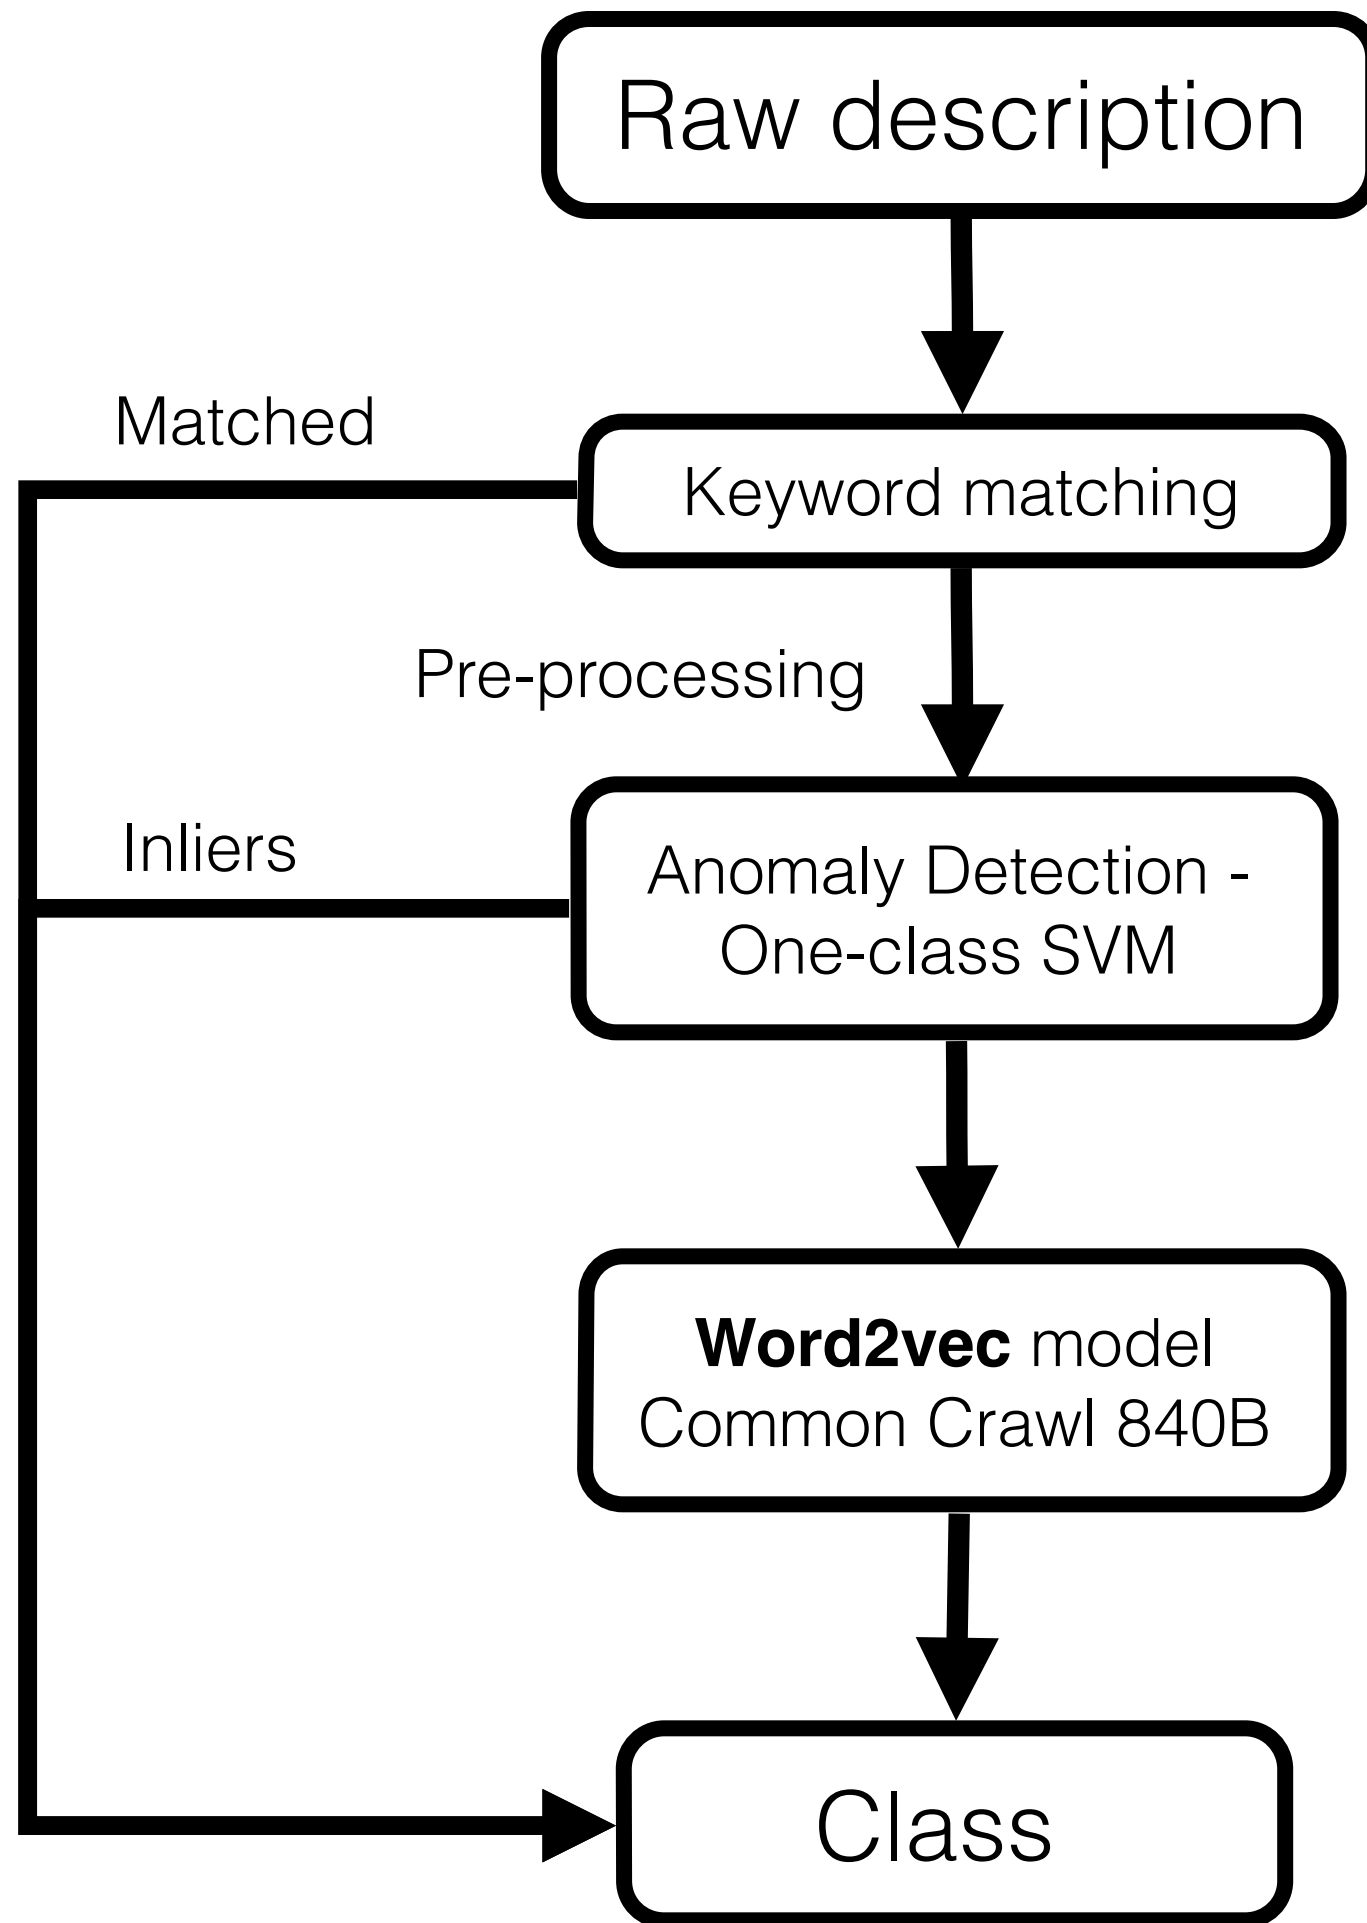 Raw description
Matched
Keyword matching
Pre-processing
Inliers
Anomaly Detection -
One-class SVM
Word2vec model
Common Crawl 840B
Class